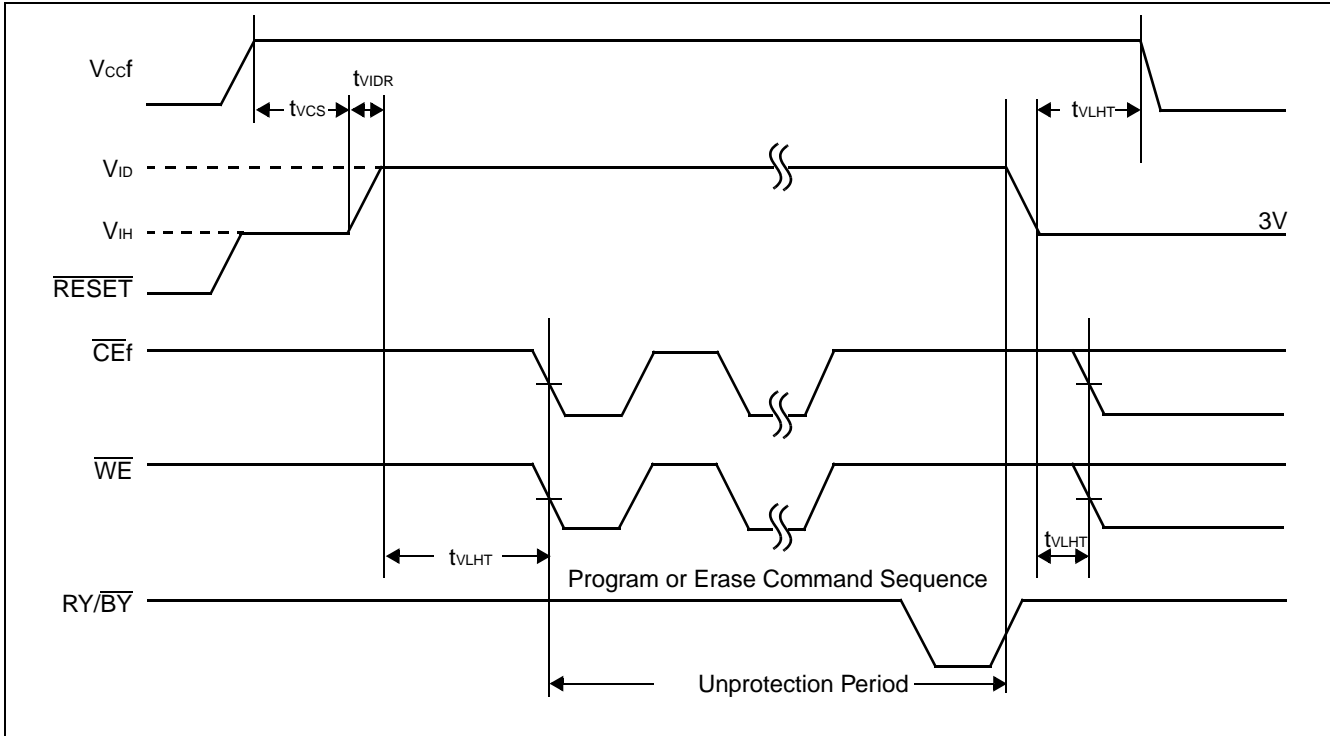 VCCf
tVIDR
tVCS
tVLHT
VID
VIH
3V
RESET
CEf
WE
tVLHT
tVLHT
Program or Erase Command Sequence
RY/BY
Unprotection Period